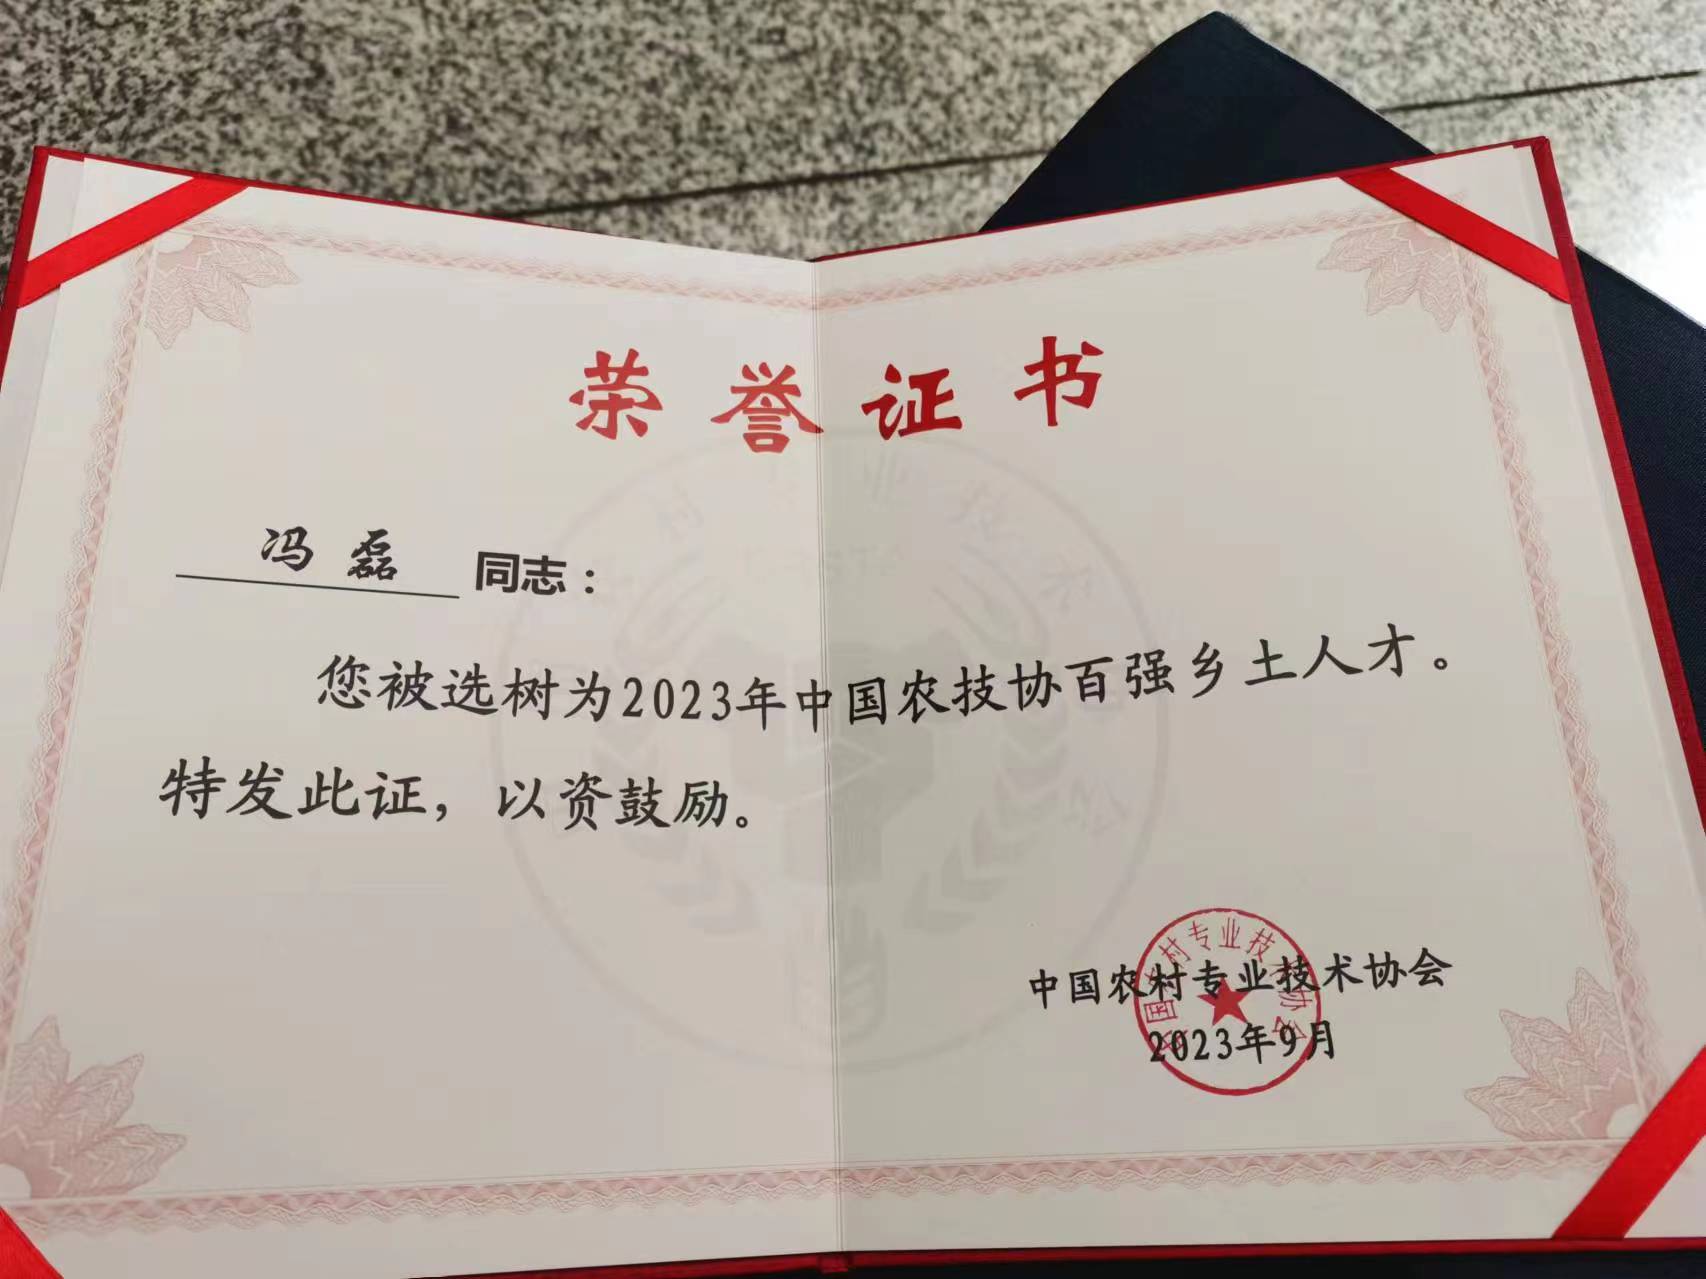 荣誉证书
冯磊 同志：
您被选树为2023年中国农技协百强乡土人才。
特发此证，以资鼓励。
中国农村专业技术协会
2023年9月